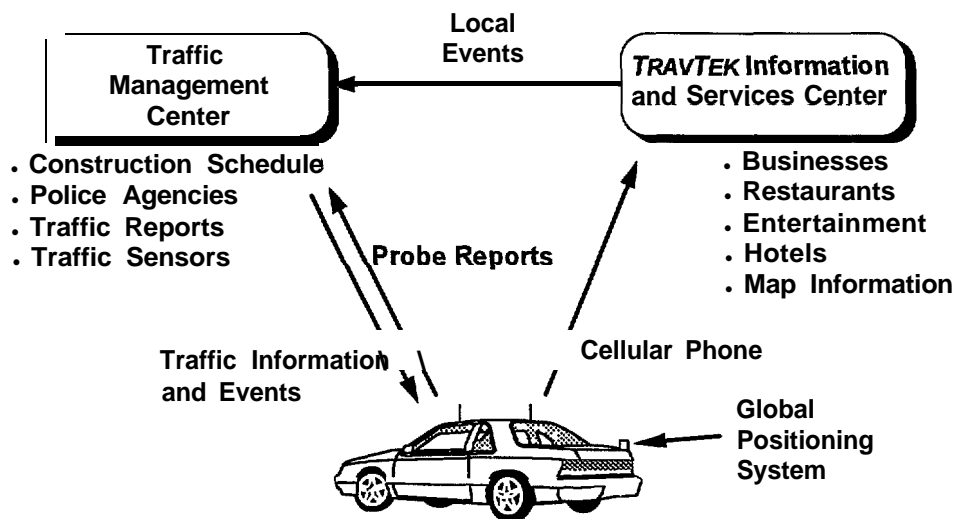 Local
Events
Traffic
Management
Center
TRAVTEK Information
and Services Center
• Construction Schedule
• Police Agencies
• Traffic Reports
• Traffic Sensors
• Businesses
• Restaurants
• Entertainment
• Hotels
• Map Information
Probe Reports
Traffic Information
and Events
Cellular Phone
Global
Positioning
System